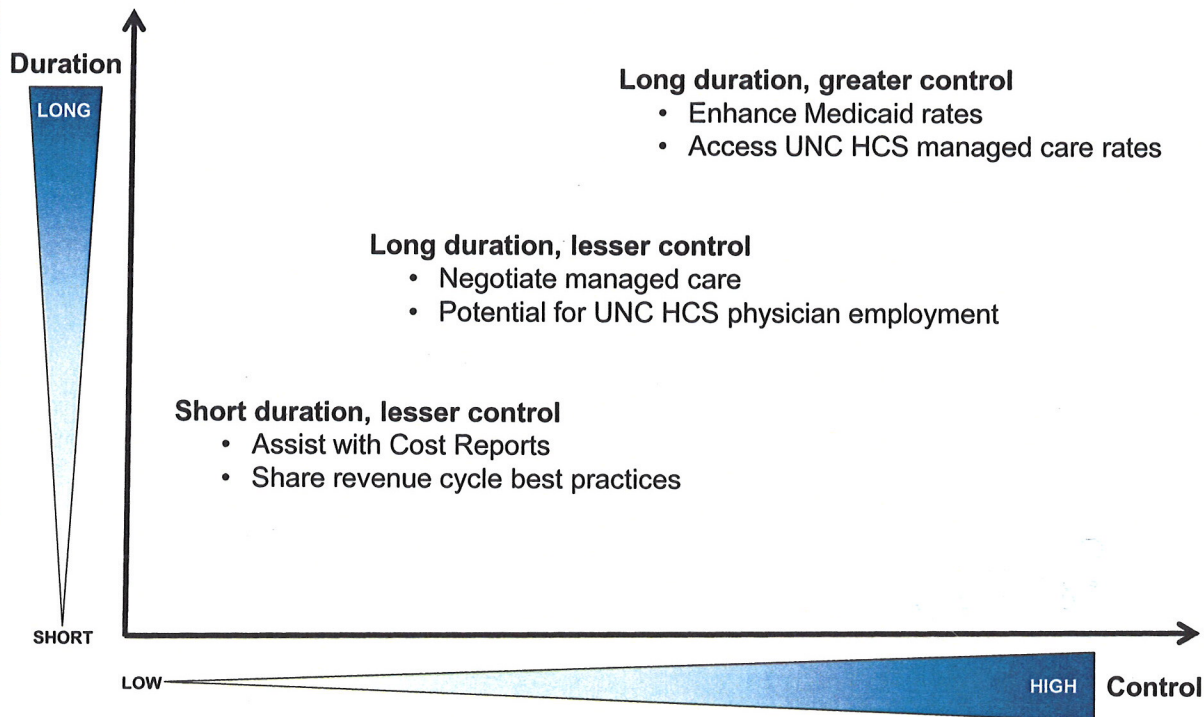 Duration
LONG
Long duration, greater control
• Enhance Medicaid rates
• Access UNC HCS managed care rates
Long duration, lesser control
• Negotiate managed care
• Potential for UNC HCS physician employment
Short duration, lesser control
• Assist with Cost Reports
• Share revenue cycle best practices
SHORT
LOW
HIGH
Control